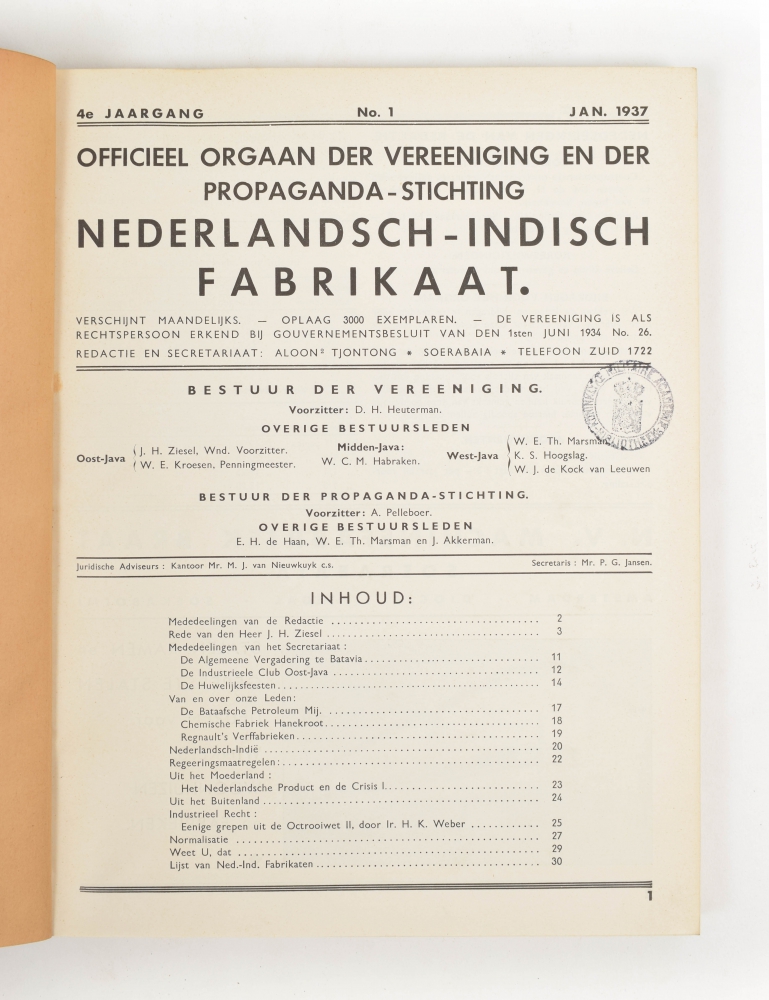 4e JAARGANG No. 1 JAN. 1937
OFFICIEEL ORGAAN DER VEREENIGING EN DER
PROPAGANDA-STICHTING
NEDERLANDSCH-INDISCH
FABRIKAAT.
VERSCHIJNT MAANDELIJKS. — OPLAAG 3000 EXEMPLAREN. — DE VEREENIGING IS ALS
RECHTSPERSOON ERKEND BIJ GOUVERNEMENTSBESLUIT VAN DEN 1sten JUNI 1934 No. 26.
REDACTIE EN SECRETARIAAT: ALOON² TJONTONG * SOERABAIA * TELEFOON ZUID 1722
BESTUUR DER VEREENIGING.
Voorzitter: D. H. Heuterman.
OVERIGE BESTUURSLEDEN
Oost-Java
J. H. Ziesel, Wnd. Voorzitter.
W. E. Kroesen, Penningmeester.
Midden-Java:
W. C. M. Habraken.
West-Java
W. E. Th. Marsman
K. S. Hoogslag.
W. J. de Kock van Leeuwen
BESTUUR DER PROPAGANDA-STICHTING.
Voorzitter: A. Pelleboer.
OVERIGE BESTUURSLEDEN
E. H. de Haan, W. E. Th. Marsman en J. Akkerman.
Juridische Adviseurs : Kantoor Mr. M. J. van Nieuwkuyk c.s. Secretaris : Mr. P. G. Jansen.
INHOUD:
Mededeelingen van de Redactie 2
Rede van den Heer J. H. Ziesel 3
Mededeelingen van het Secretariaat :
De Algemeene Vergadering te Batavia 11
De Industrieele Club Oost-Java 12
De Huwelijksfeesten 14
Van en over onze Leden:
De Bataafsche Petroleum Mij. 17
Chemische Fabriek Hanekroot 18
Regnault's Verffabrieken 19
Nederlandsch-Indië 20
Regeeringsmaatregelen: 22
Uit het Moederland :
Het Nederlandsche Product en de Crisis I. 23
Uit het Buitenland 24
Industrieel Recht :
Eenige grepen uit de Octrooiwet II, door Ir. H. K. Weber 25
Normalisatie 27
Weet U, dat 29
Lijst van Ned.-Ind. Fabrikaten 30
1